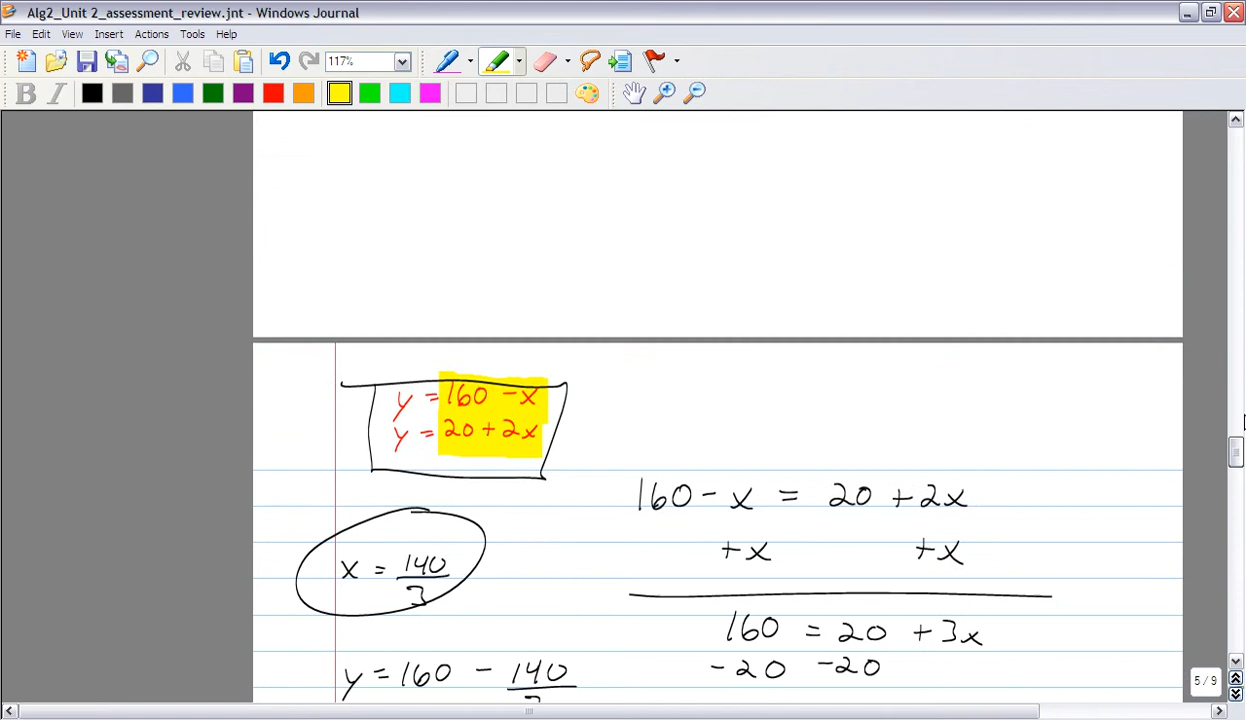 Alg2_Unit 2_assessment_review.jnt - Windows Journal
File Edit View Insert Actions Tools Help
117%
B I
y = 160 - x
y = 20 + 2x
160 - x = 20 + 2x
+x +x
x = 140/3
160 = 20 + 3x
-20 -20
y = 160 - 140
5 / 9